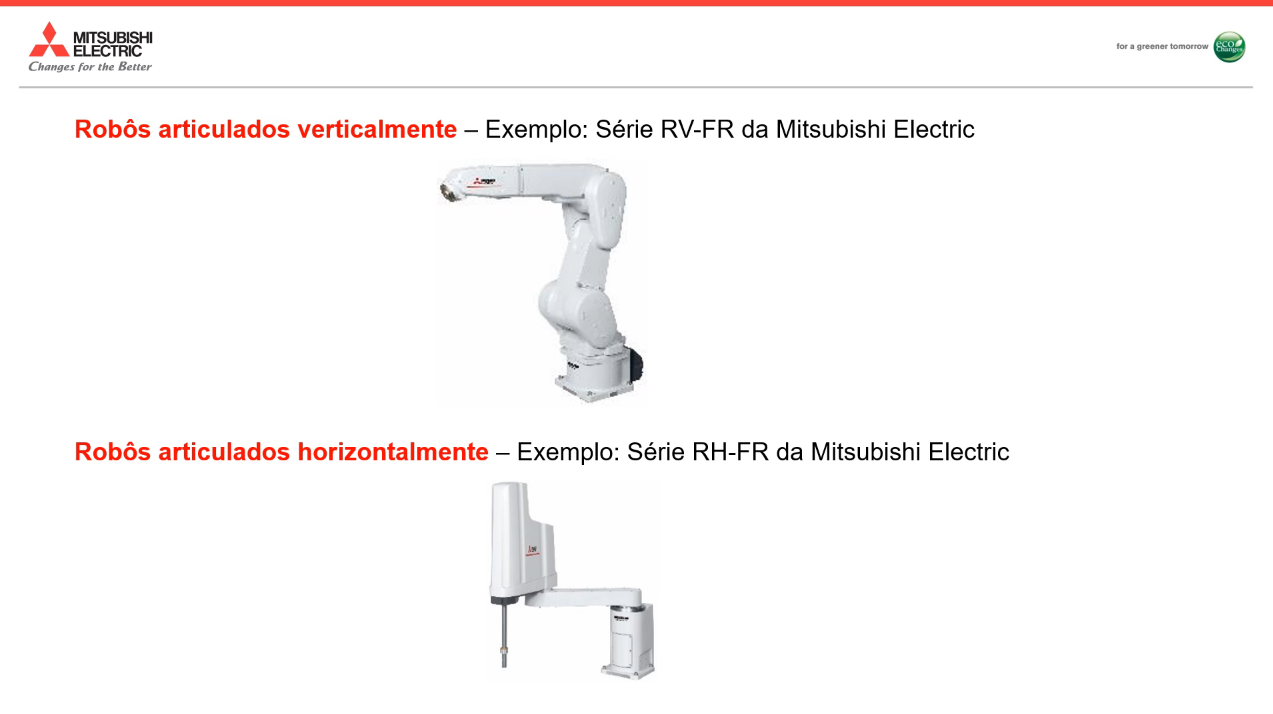 MITSUBISHI
ELECTRIC
Changes for the Better
for a greener tomorrow
eco
Changes
Robôs articulados verticalmente – Exemplo: Série RV-FR da Mitsubishi Electric
Robôs articulados horizontalmente – Exemplo: Série RH-FR da Mitsubishi Electric